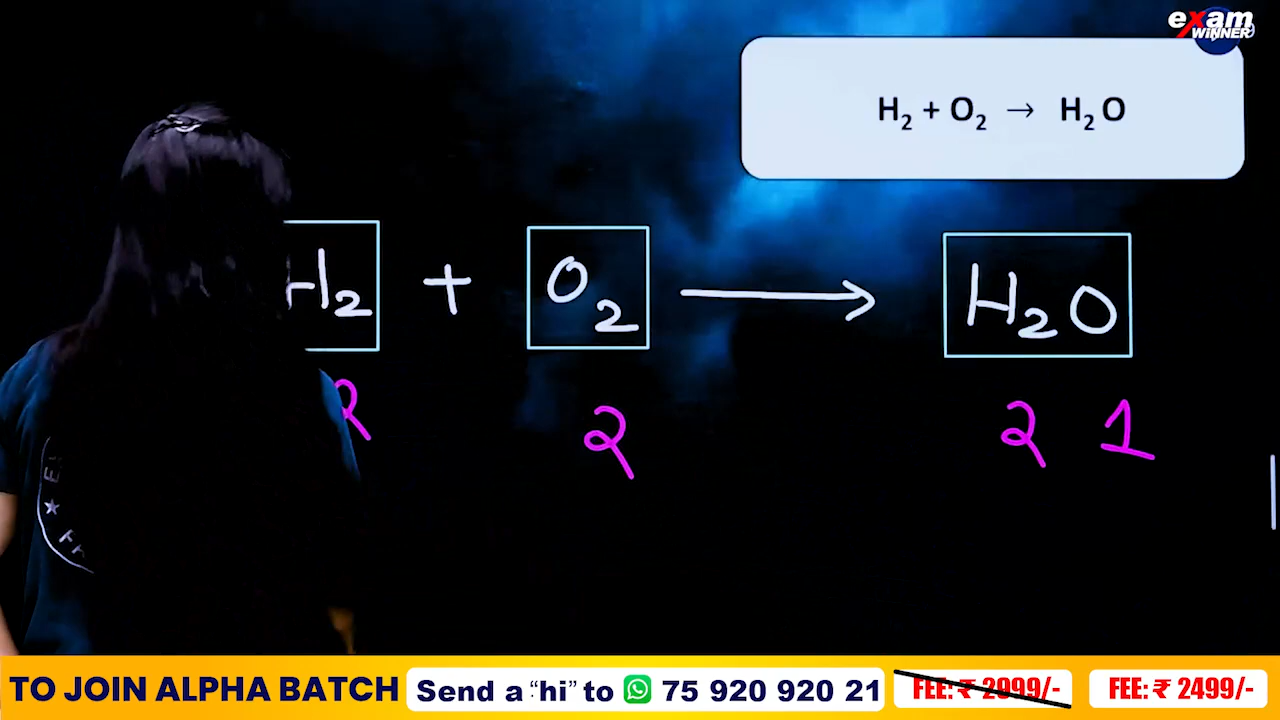 exam
WINNER
H₂ + O₂ → H₂O
H₂ + O₂ → H₂O
2 2 2 1
TO JOIN ALPHA BATCH Send a “hi” to 75 920 920 21 FEE: ₹ 2999/- FEE: ₹ 2499/-